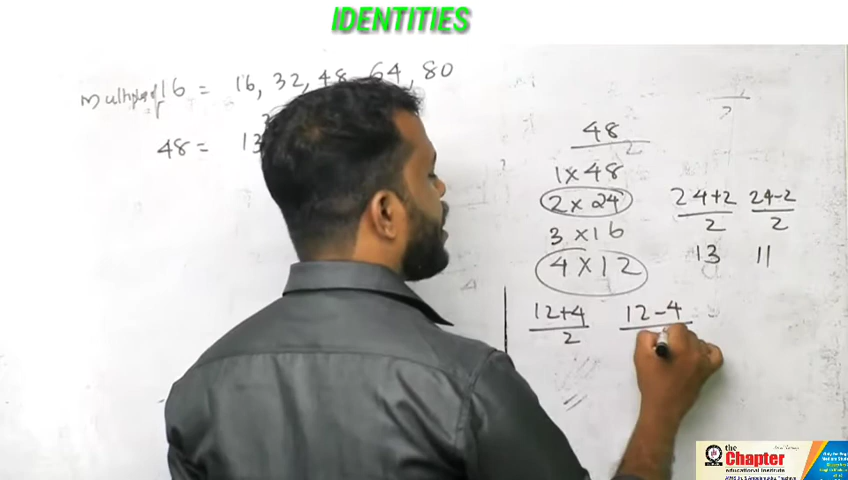 IDENTITIES
Multiples of 16 = 16, 32, 48, 64, 80
48 = 13
48
1 × 48
2 × 24
3 × 16
4 × 12
24+2
2
24-2
2
13 11
12+4
2
12-4
the
Chapter
educational institute